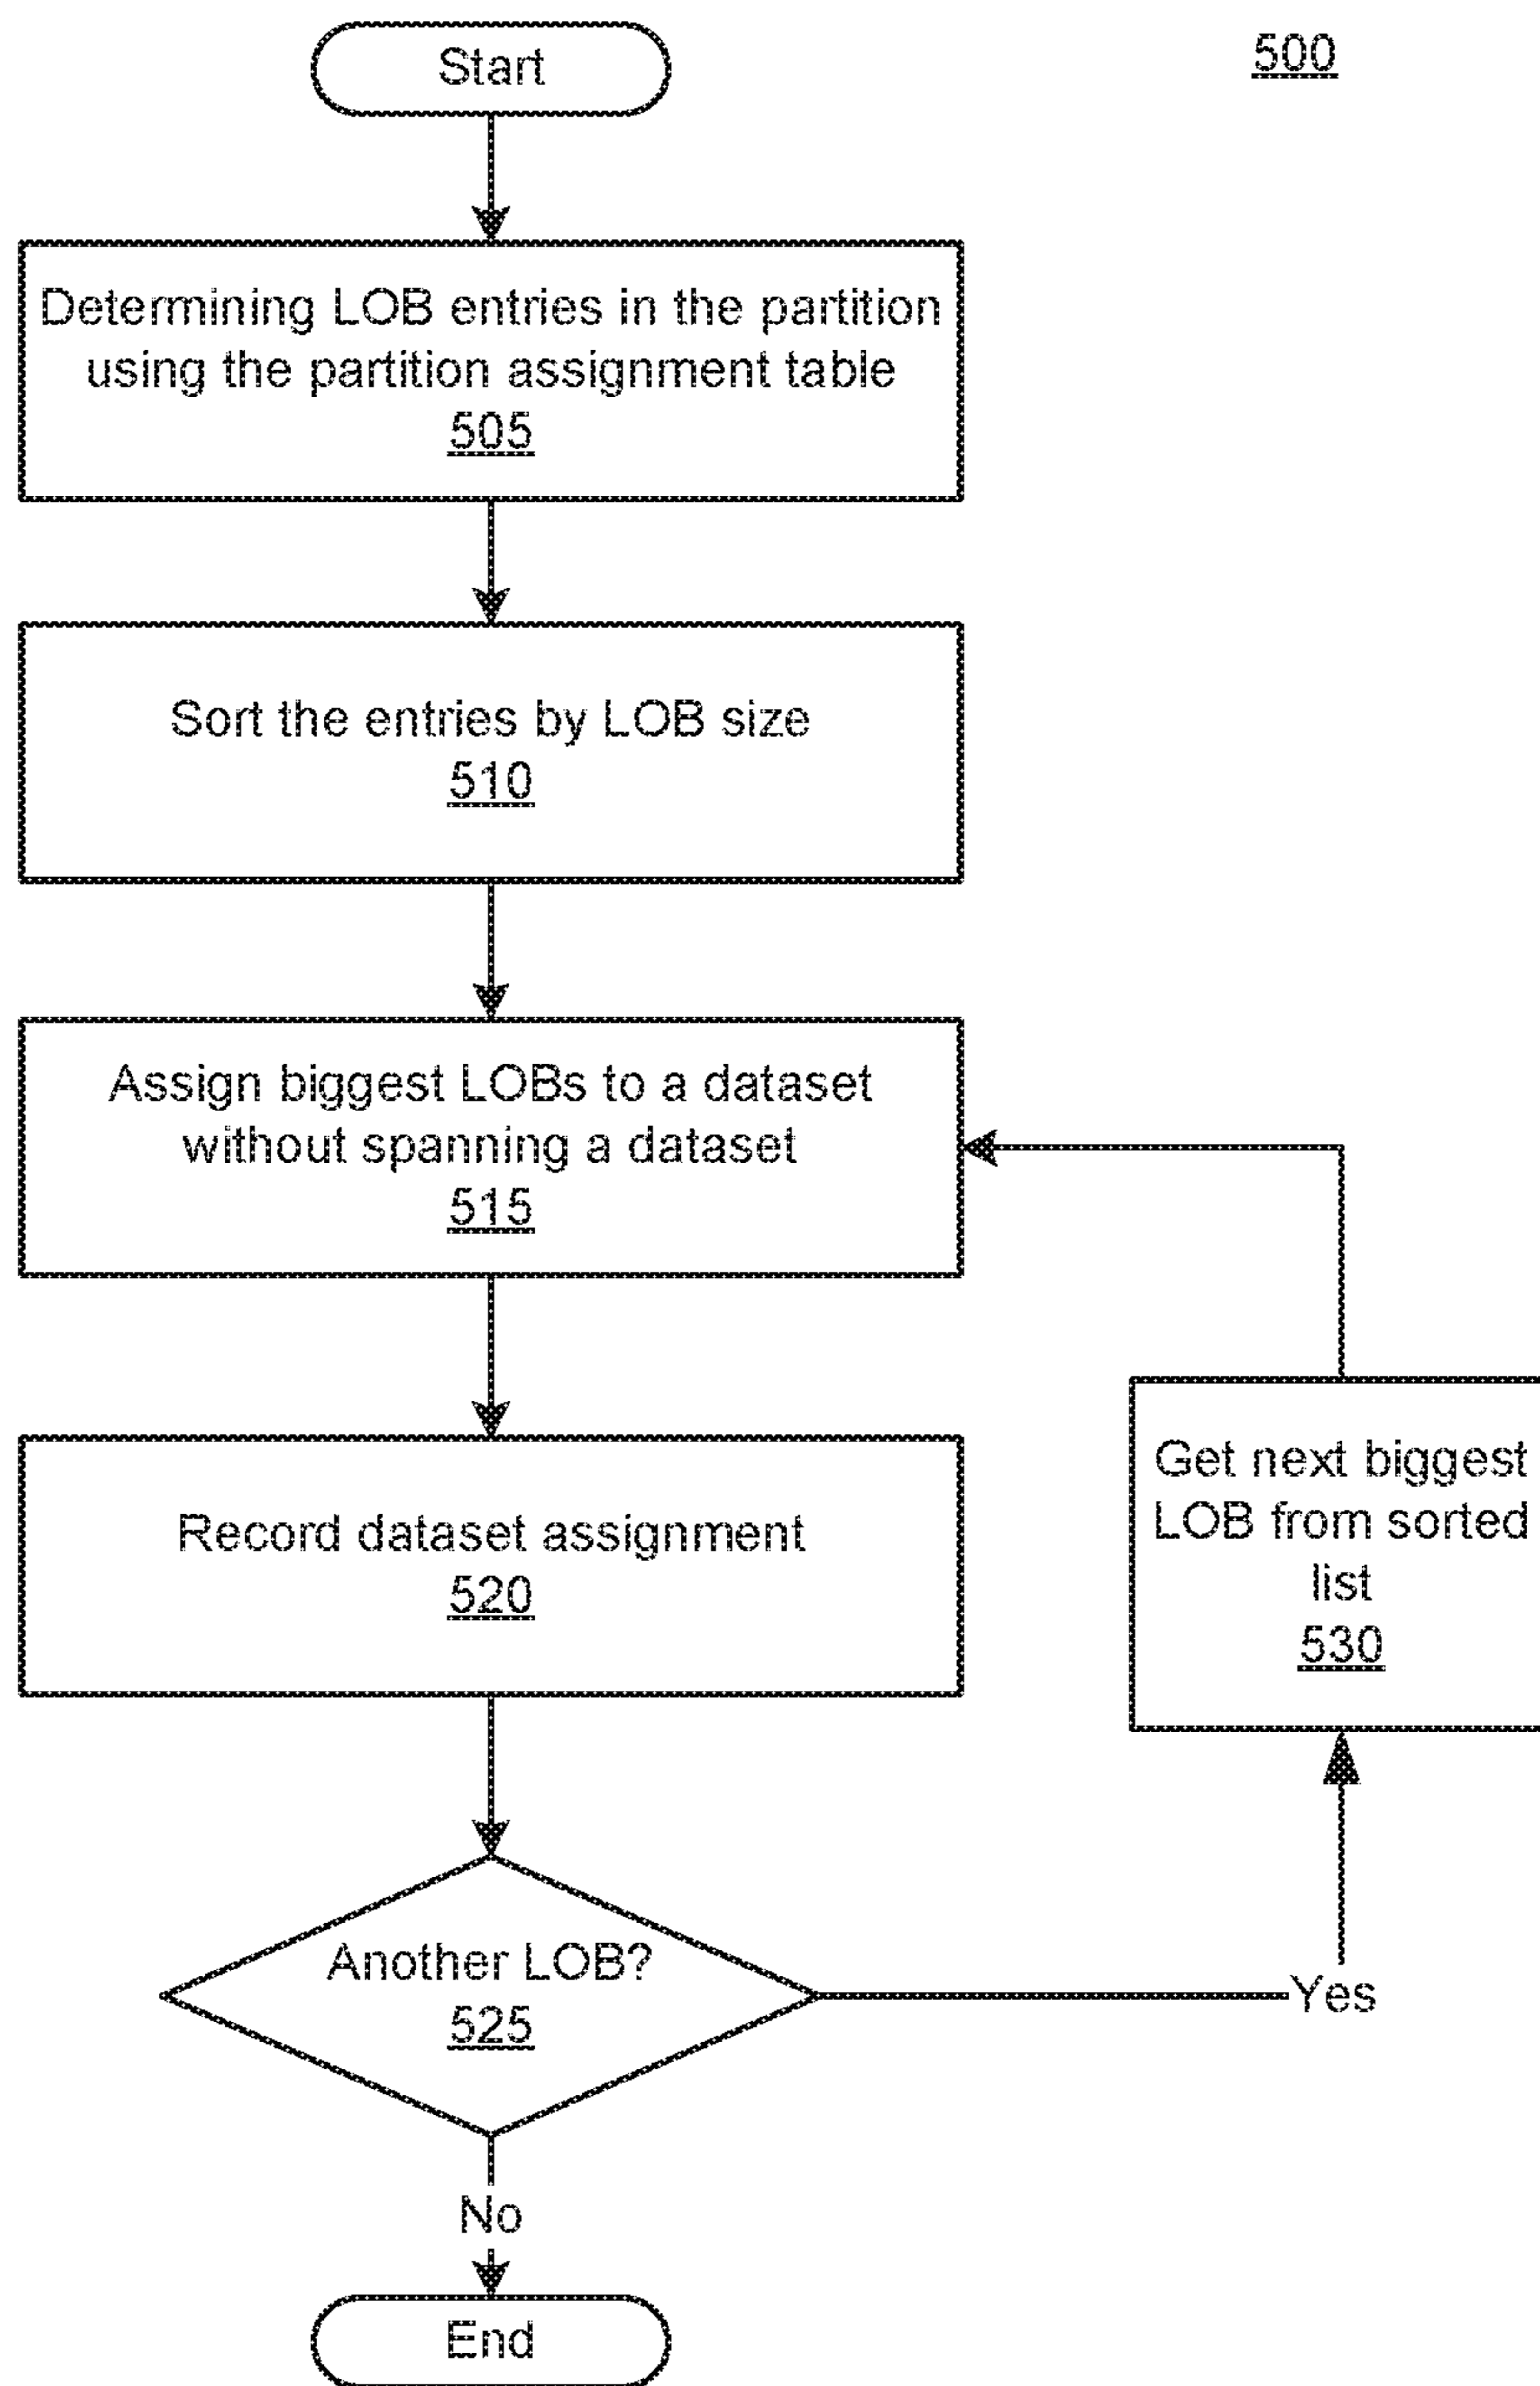 Start
500
Determining LOB entries in the partition
using the partition assignment table
505
Sort the entries by LOB size
510
Assign biggest LOBs to a dataset
without spanning a dataset
515
Record dataset assignment
520
Get next biggest
LOB from sorted
list
530
Another LOB?
525
Yes
No
End